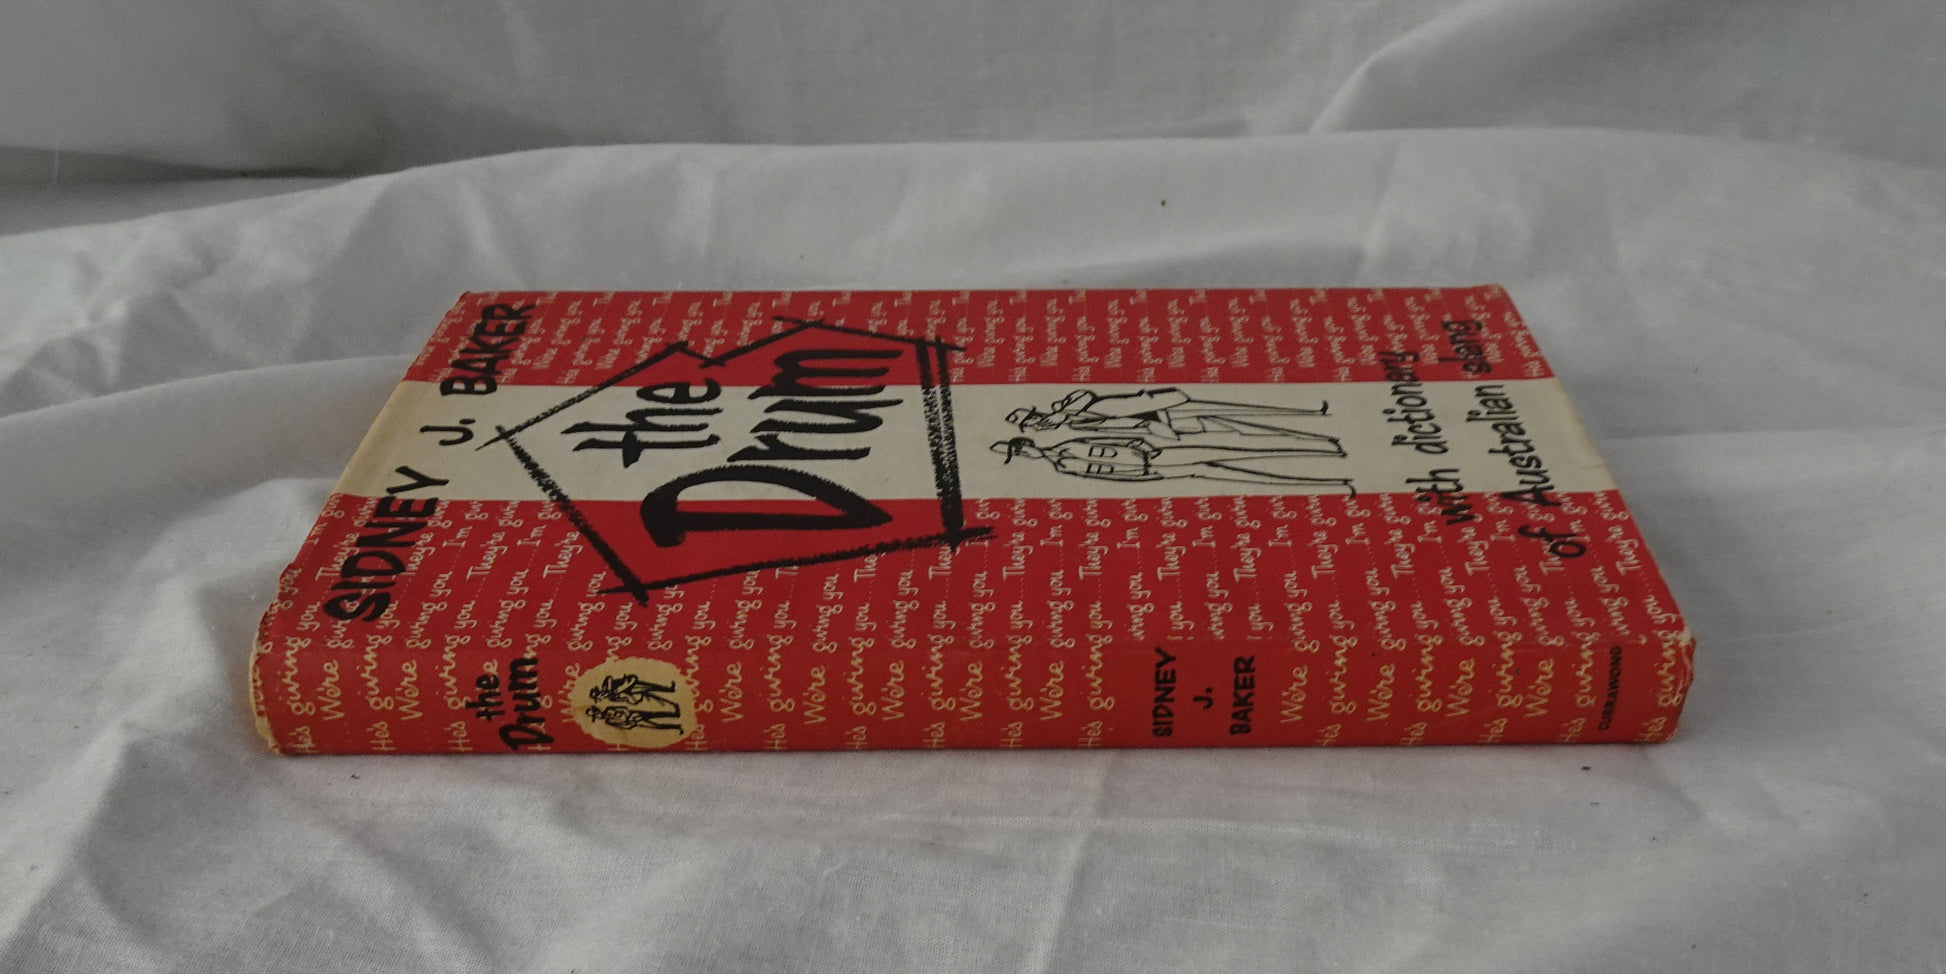 SIDNEY J. BAKER
the
Drum
with dictionary
of Australian slang
He's giving you
We're giving you
They're giving you
I'm giving you
the
Drum
SIDNEY
J.
BAKER
CURRAWONG